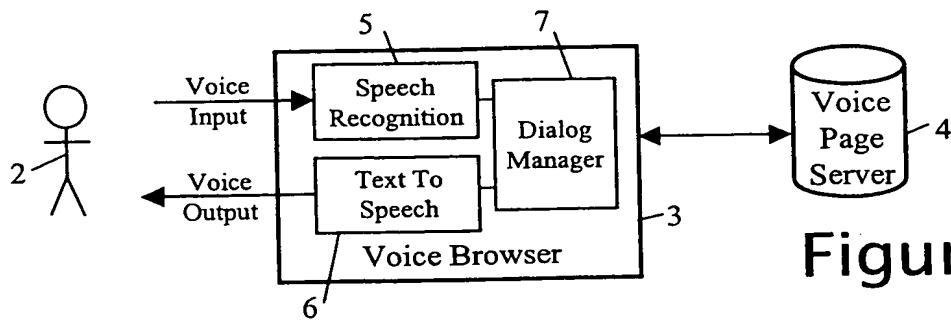 5
7
Voice
Input
Speech
Recognition
Dialog
Manager
Voice
Page
Server
4
2
Voice
Output
Text To
Speech
3
Voice Browser
6
Figur